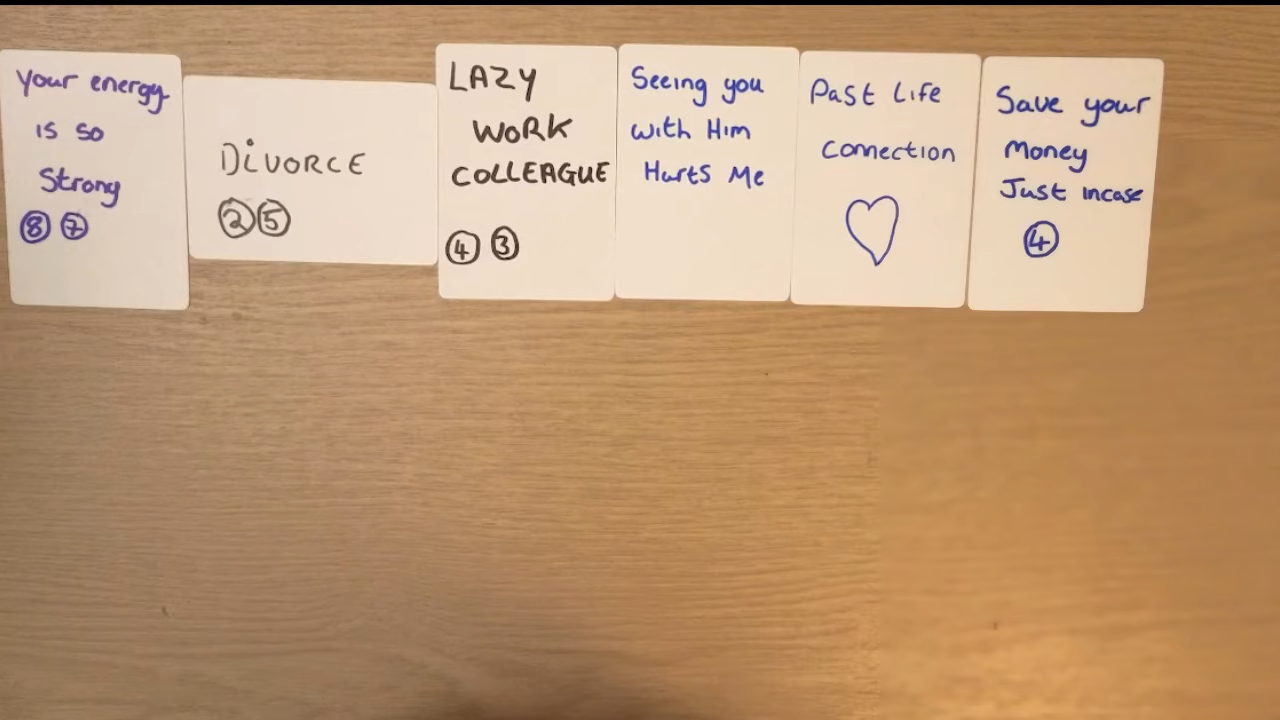 Your energy
is so
Strong
8 7
DiVORCE
2 5
LAZY
WORK
COLLEAGUE
4 3
Seeing you
with Him
Hurts Me
Past Life
Connection
Save your
Money
Just incase
4